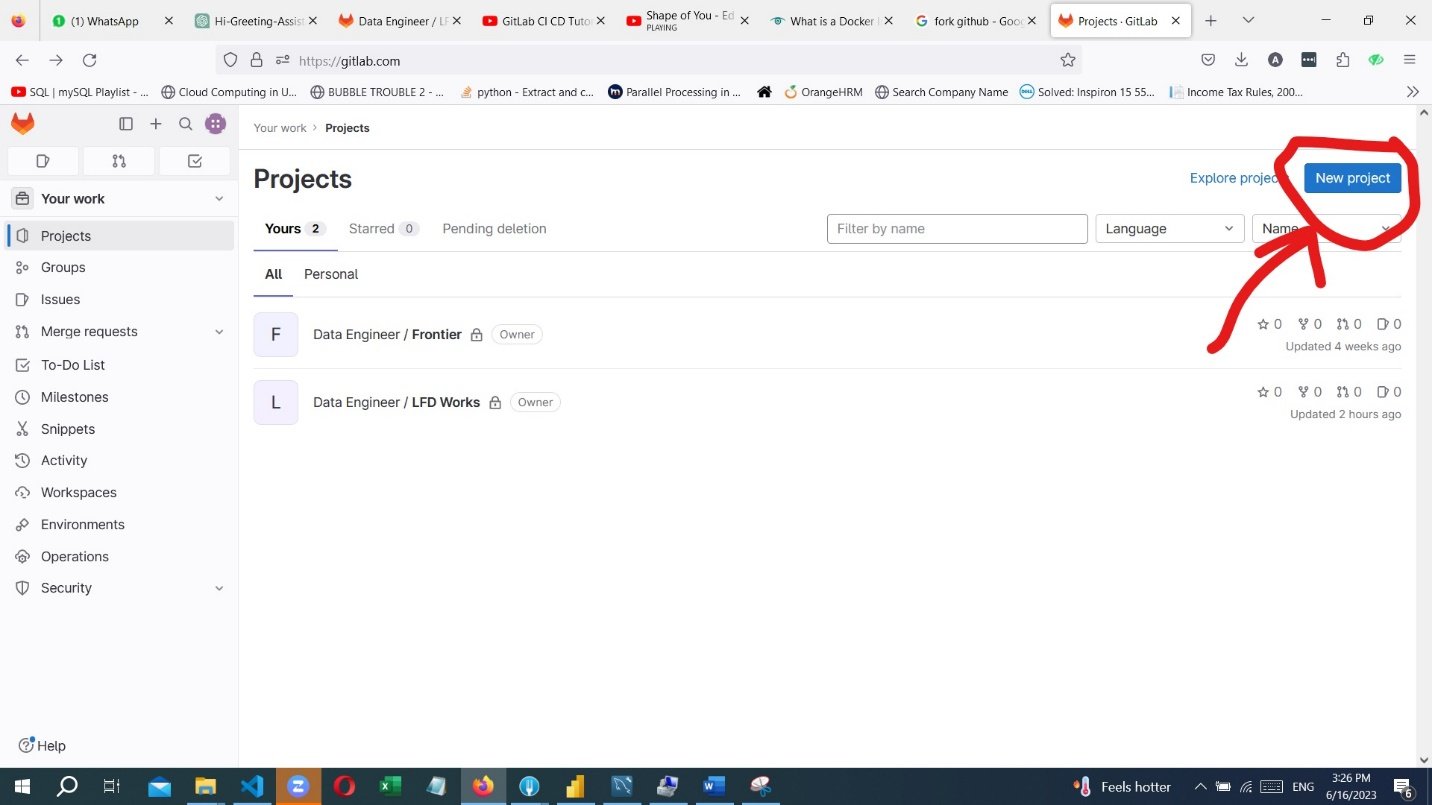 (1) WhatsApp
Hi-Greeting-Assist
Data Engineer / LF
GitLab CI CD Tuto
Shape of You - Ed
PLAYING
What is a Docker
fork github - Goo
Projects · GitLab
https://gitlab.com
A
SQL | mySQL Playlist - ...
Cloud Computing in U...
BUBBLE TROUBLE 2 - ...
python - Extract and c...
Parallel Processing in ...
OrangeHRM
Search Company Name
Solved: Inspiron 15 55...
Income Tax Rules, 200...
Your work
Projects
Groups
Issues
Merge requests
To-Do List
Milestones
Snippets
Activity
Workspaces
Environments
Operations
Security
Help
Your work › Projects
Projects
Explore projec
New project
Yours 2
Starred 0
Pending deletion
Filter by name
Language
Name
All
Personal
F
Data Engineer / Frontier
Owner
0 0 0 0
Updated 4 weeks ago
L
Data Engineer / LFD Works
Owner
0 0 0 0
Updated 2 hours ago
Feels hotter
ENG
3:26 PM
6/16/2023
6